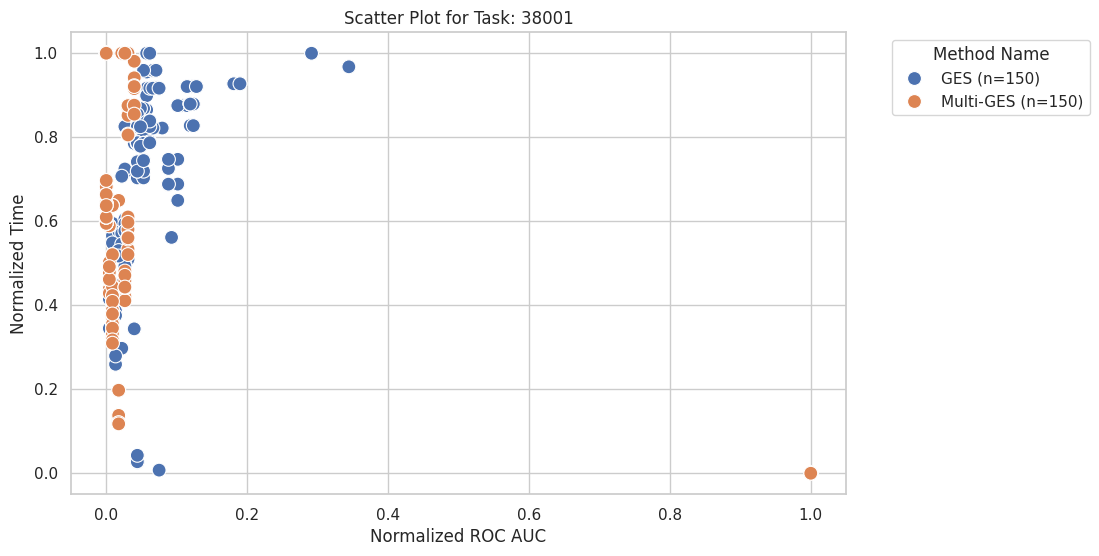 Scatter Plot for Task: 38001
Method Name
GES (n=150)
Multi-GES (n=150)
Normalized Time
1.0
0.8
0.6
0.4
0.2
0.0
0.0 0.2 0.4 0.6 0.8 1.0
Normalized ROC AUC